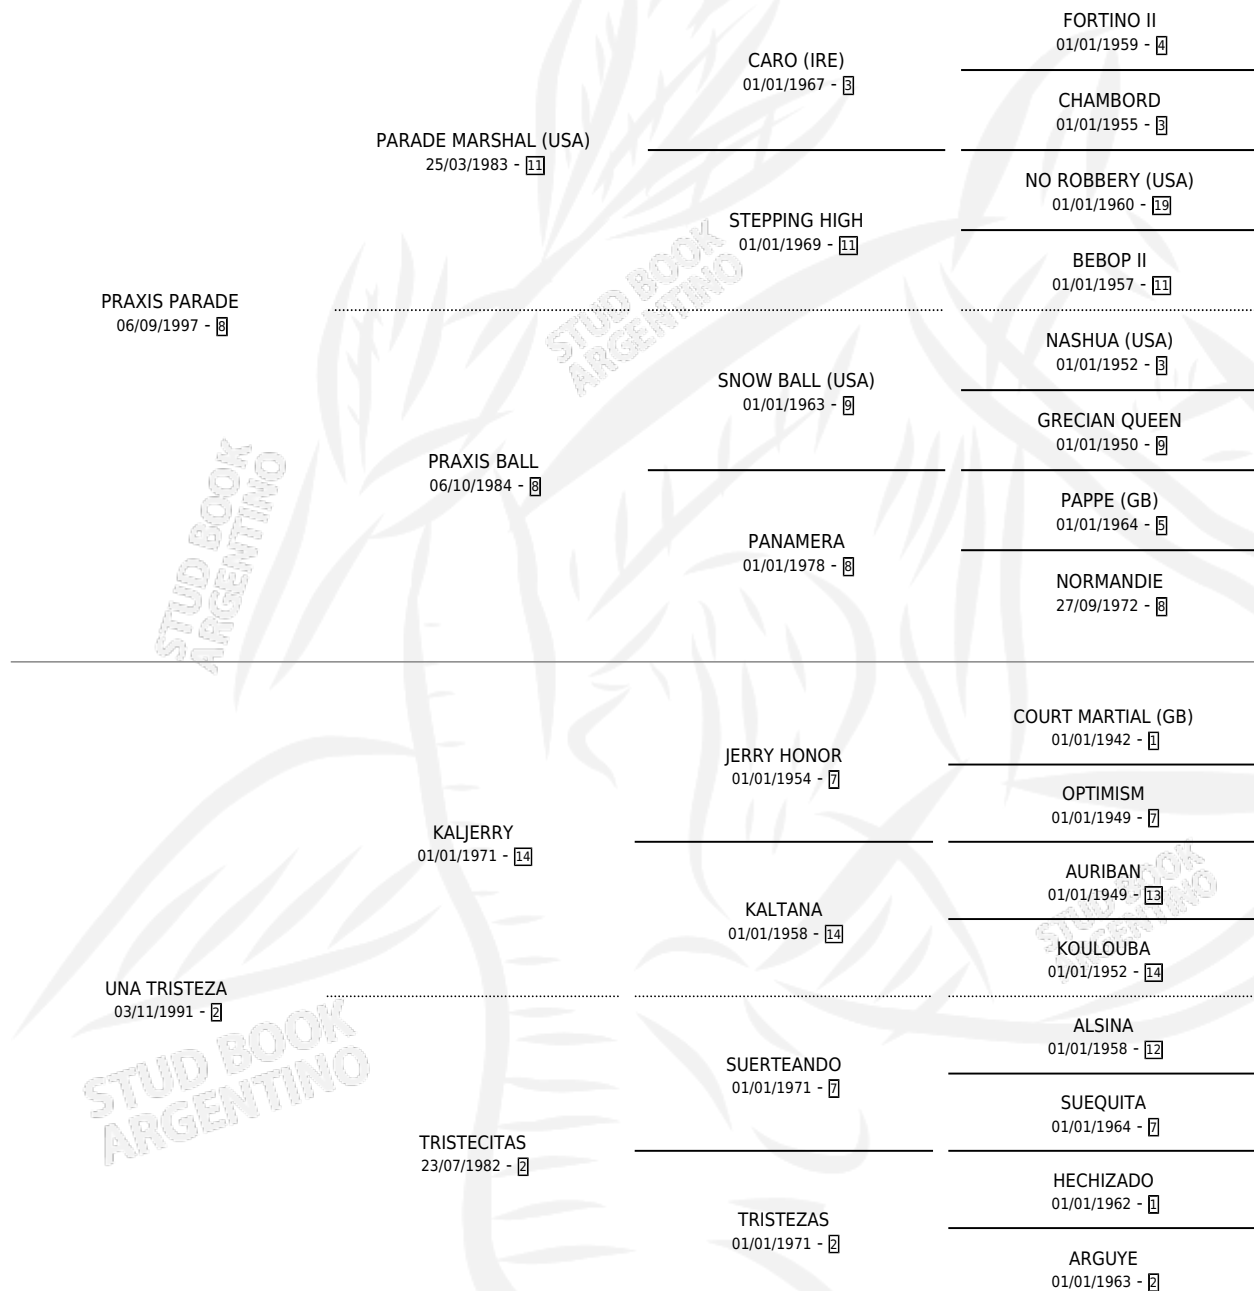 FORTINO II
01/01/1959 - 4
CARO (IRE)
01/01/1967 - 3
CHAMBORD
01/01/1955 - 3
PARADE MARSHAL (USA)
25/03/1983 - 11
NO ROBBERY (USA)
01/01/1960 - 19
STEPPING HIGH
01/01/1969 - 11
BEBOP II
01/01/1957 - 11
PRAXIS PARADE
06/09/1997 - 8
NASHUA (USA)
01/01/1952 - 3
SNOW BALL (USA)
01/01/1963 - 9
GRECIAN QUEEN
01/01/1950 - 9
PRAXIS BALL
06/10/1984 - 8
PAPPE (GB)
01/01/1964 - 5
PANAMERA
01/01/1978 - 8
NORMANDIE
27/09/1972 - 8
COURT MARTIAL (GB)
01/01/1942 - 1
JERRY HONOR
01/01/1954 - 7
OPTIMISM
01/01/1949 - 7
KALJERRY
01/01/1971 - 14
AURIBAN
01/01/1949 - 13
KALTANA
01/01/1958 - 14
KOULOUBA
01/01/1952 - 14
UNA TRISTEZA
03/11/1991 - 2
ALSINA
01/01/1958 - 12
SUERTEANDO
01/01/1971 - 7
SUEQUITA
01/01/1964 - 7
TRISTECITAS
23/07/1982 - 2
HECHIZADO
01/01/1962 - 1
TRISTEZAS
01/01/1971 - 2
ARGUYE
01/01/1963 - 2
STUD BOOK
ARGENTINO
STUD BOOK
ARGENTINO
STUD BOOK
ARGENTINO
STUD BOOK
ARGENTINO